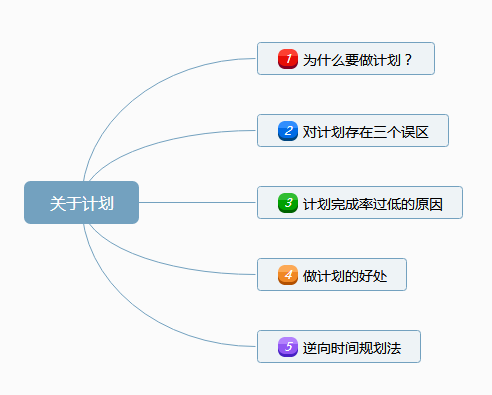 关于计划
1 为什么要做计划？
2 对计划存在三个误区
3 计划完成率过低的原因
4 做计划的好处
5 逆向时间规划法